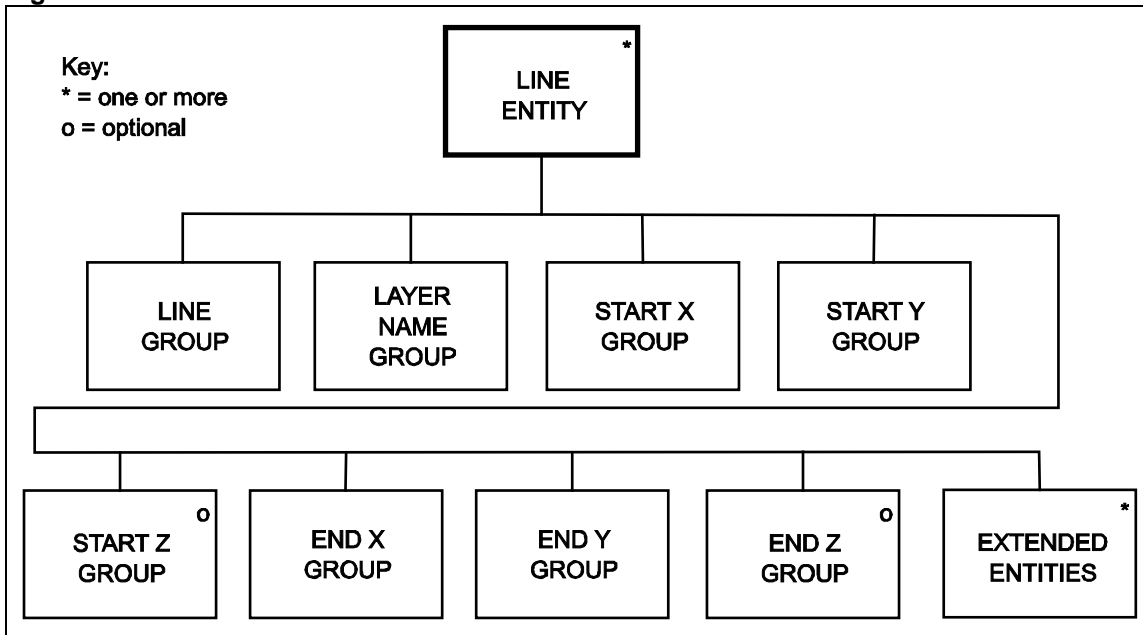 Key:
* = one or more
o = optional
*
LINE
ENTITY
LINE
GROUP
LAYER
NAME
GROUP
START X
GROUP
START Y
GROUP
o
START Z
GROUP
END X
GROUP
END Y
GROUP
o
END Z
GROUP
*
EXTENDED
ENTITIES